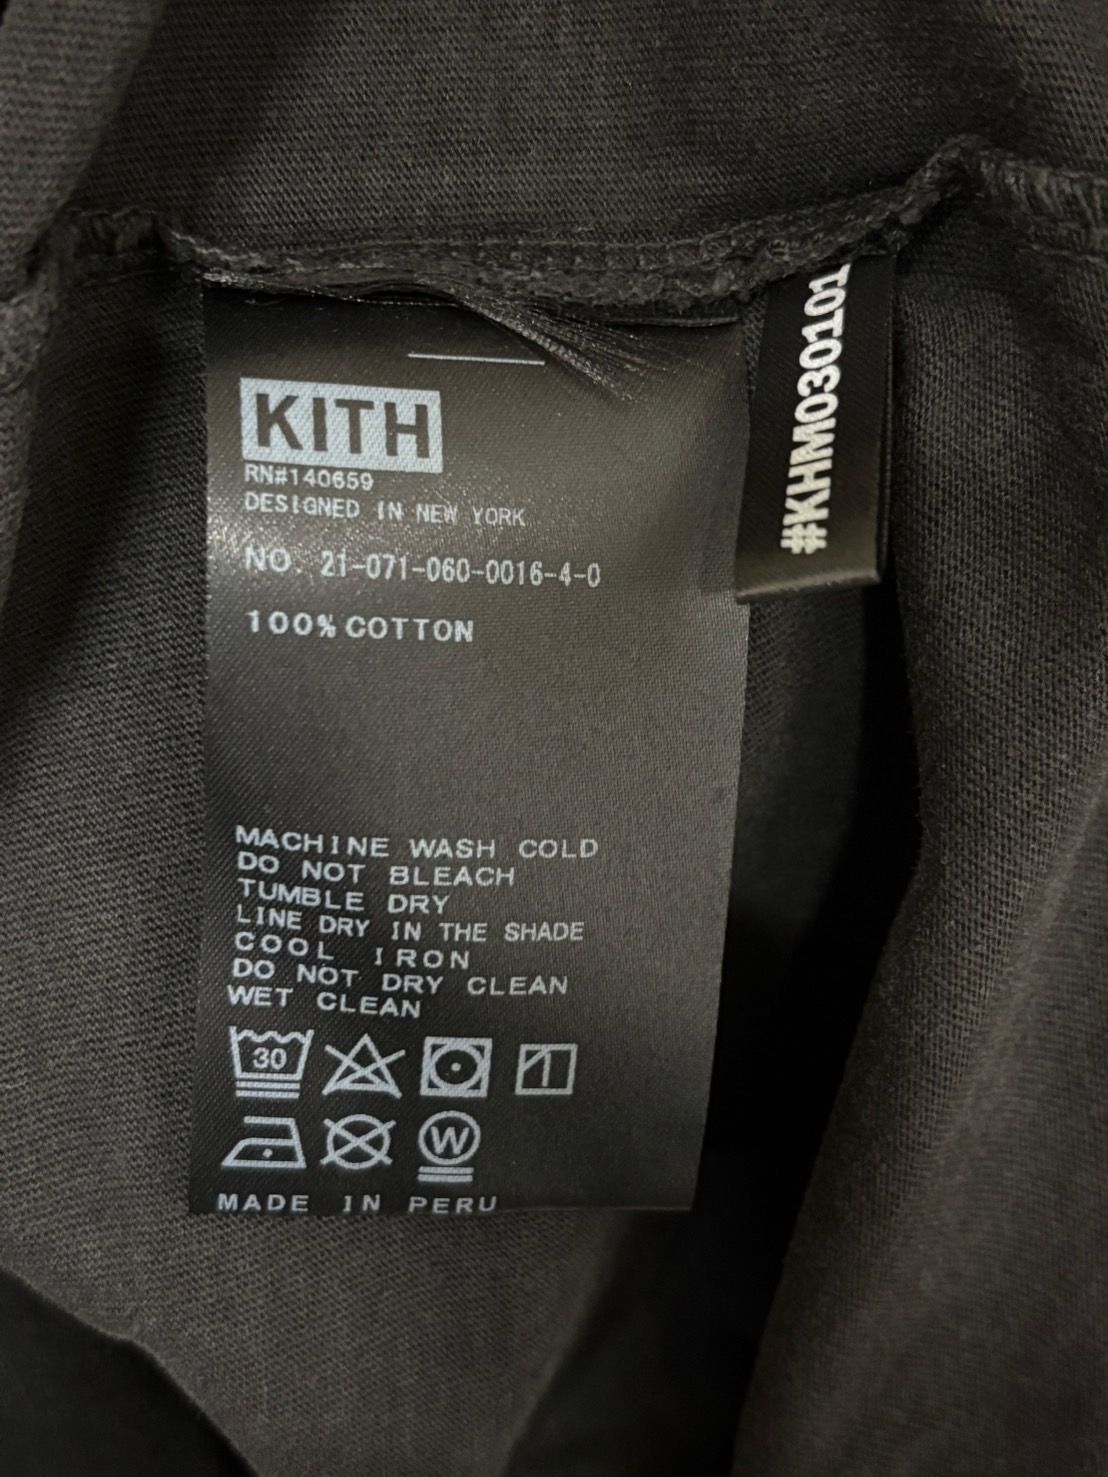 KITH
RN#140659
DESIGNED IN NEW YORK
NO. 21-071-060-0016-4-0
100% COTTON
MACHINE WASH COLD
DO NOT BLEACH
TUMBLE DRY
LINE DRY IN THE SHADE
COOL IRON
DO NOT DRY CLEAN
WET CLEAN
30
W
MADE IN PERU
#KHM030101